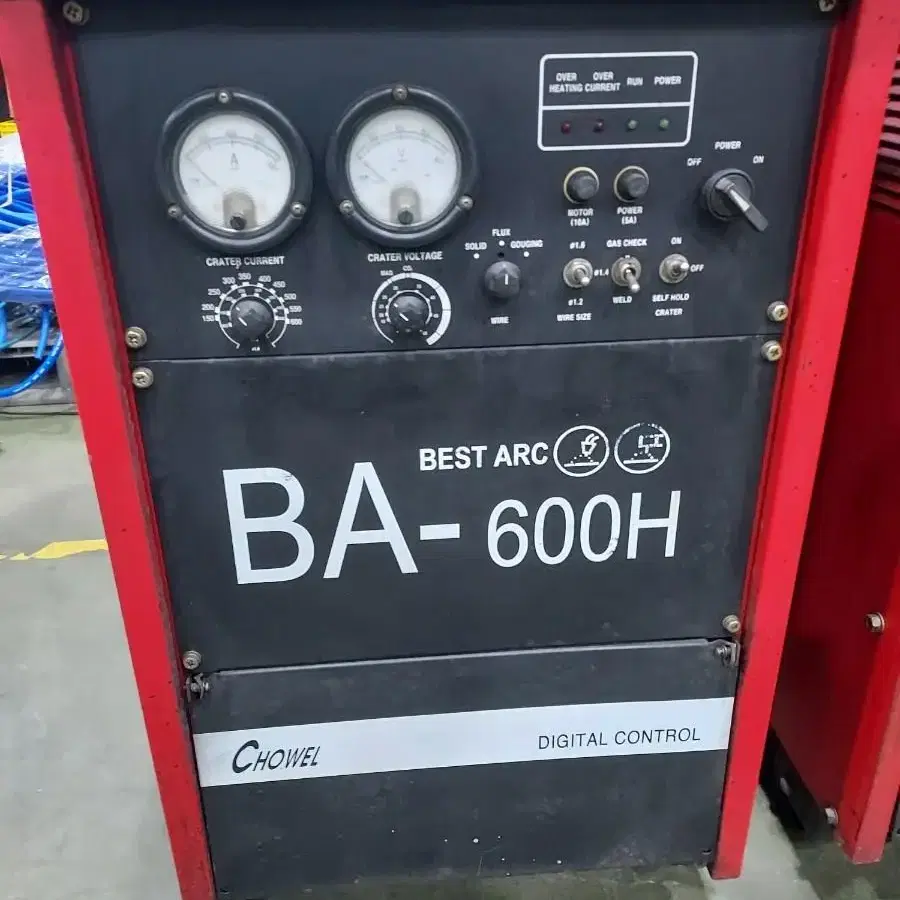 OVER HEATING OVER CURRENT RUN POWER
POWER
OFF ON
A
V
MOTOR (10A) POWER (5A)
CRATER CURRENT
CRATER VOLTAGE
150 200 250 300 350 400 450 500 550 600
MAG CO₂
SOLID FLUX GOUGING
WIRE
#1.6
#1.4
#1.2
WIRE SIZE
GAS CHECK
WELD
ON
OFF
SELF HOLD
CRATER
BEST ARC
BA-600H
CHOWEL
DIGITAL CONTROL